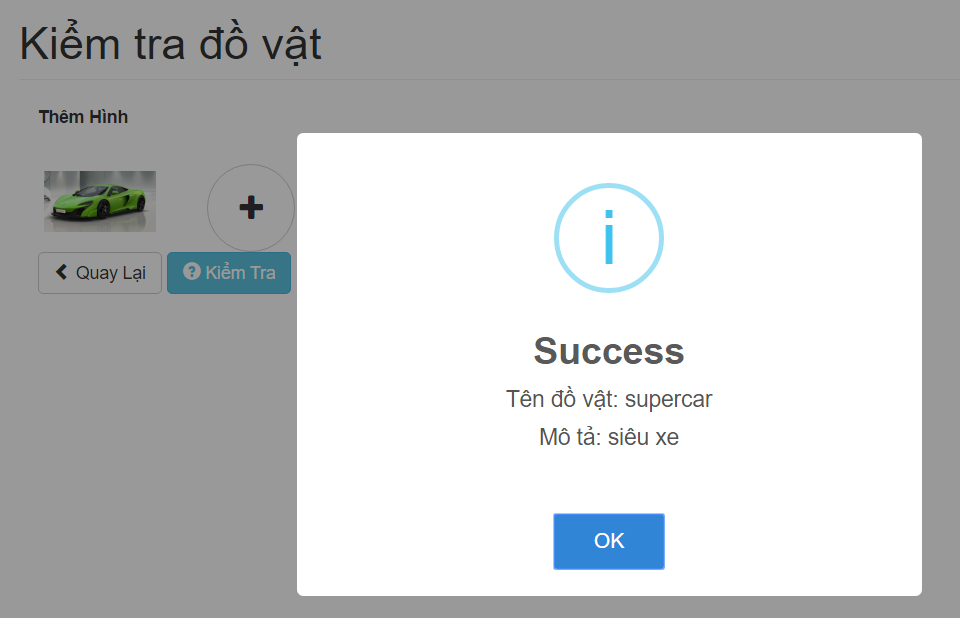 Kiểm tra đồ vật
Thêm Hình
Quay Lại
Kiểm Tra
Success
Tên đồ vật: supercar
Mô tả: siêu xe
OK